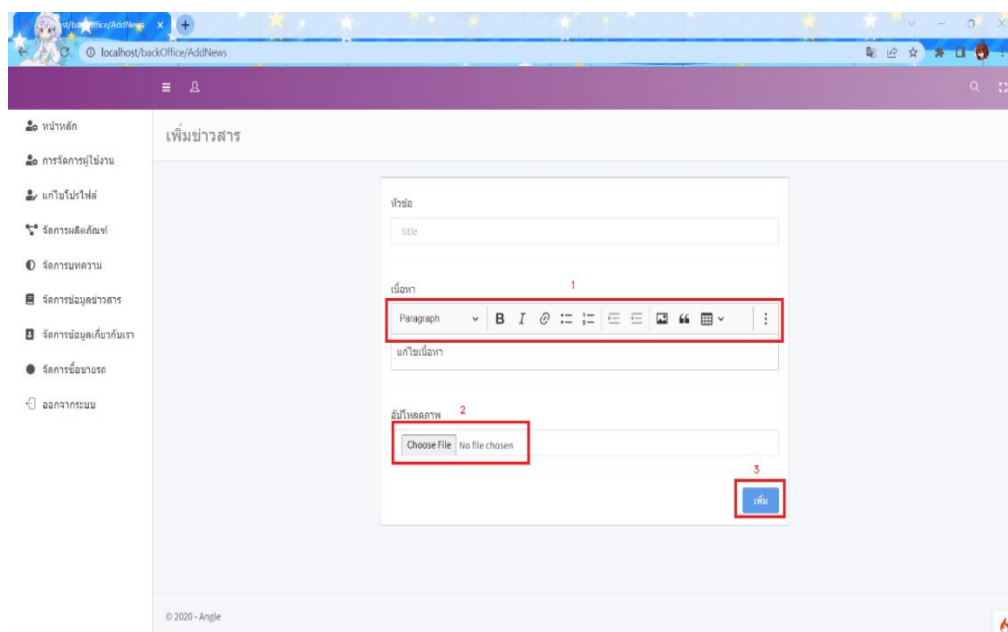 localhost/backOffice/AddNews
หน้าหลัก
การจัดการผู้ใช้งาน
แก้ไขโปรไฟล์
จัดการผลิตภัณฑ์
จัดการบทความ
จัดการข้อมูลข่าวสาร
จัดการข้อมูลเกี่ยวกับเรา
จัดการซื้อขายรถ
ออกจากระบบ
เพิ่มข่าวสาร
หัวข้อ
title
เนื้อหา
1
Paragraph
แก้ไขเนื้อหา
อัปโหลดภาพ
2
Choose File No file chosen
3
เพิ่ม
© 2020 - Angle